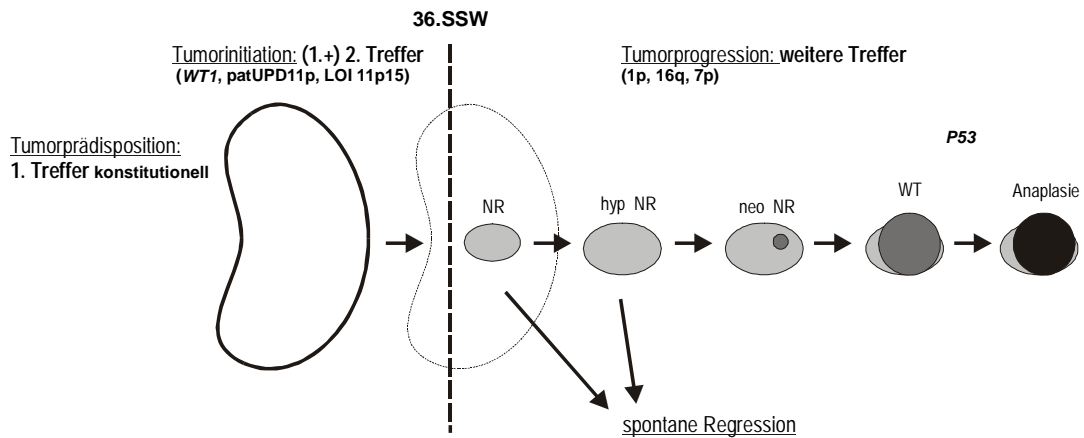 36.SSW
Tumorinitiation: (1.+) 2. Treffer
(WT1, patUPD11p, LOI 11p15)
Tumorprogression: weitere Treffer
(1p, 16q, 7p)
Tumorprädisposition:
1. Treffer konstitutionell
P53
NR
hyp NR
neo NR
WT
Anaplasie
spontane Regression